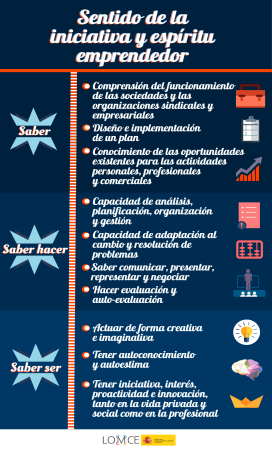 Sentido de la
iniciativa y espíritu
emprendedor
Saber
Comprensión del funcionamiento
de las sociedades y las
organizaciones sindicales y
empresariales
Diseño e implementación
de un plan
Conocimiento de las oportunidades
existentes para las actividades
personales, profesionales
y comerciales
Saber hacer
Capacidad de análisis,
planificación, organización
y gestión
Capacidad de adaptación al
cambio y resolución de
problemas
Saber comunicar, presentar,
representar y negociar
Hacer evaluación y
auto-evaluación
Saber ser
Actuar de forma creativa
e imaginativa
Tener autoconocimiento
y autoestima
Tener iniciativa, interés,
proactividad e innovación,
tanto en la vida privada y
social como en la profesional
LOMCE